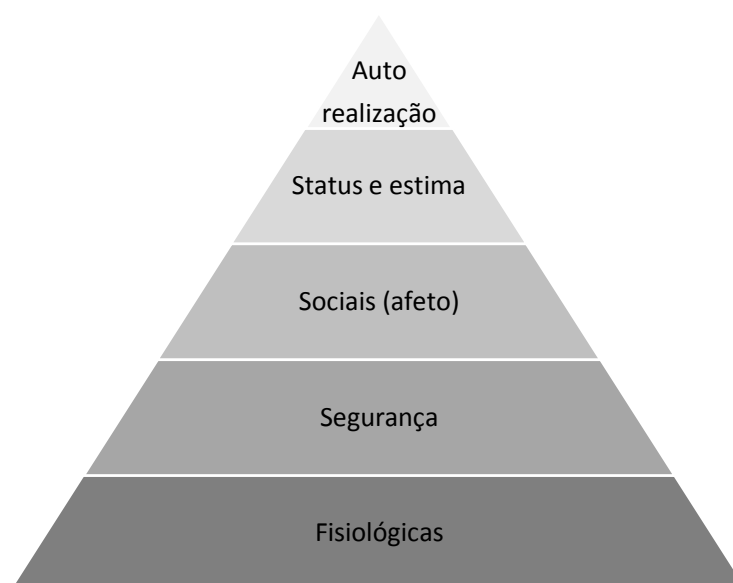 Auto
realização
Status e estima
Sociais (afeto)
Segurança
Fisiológicas